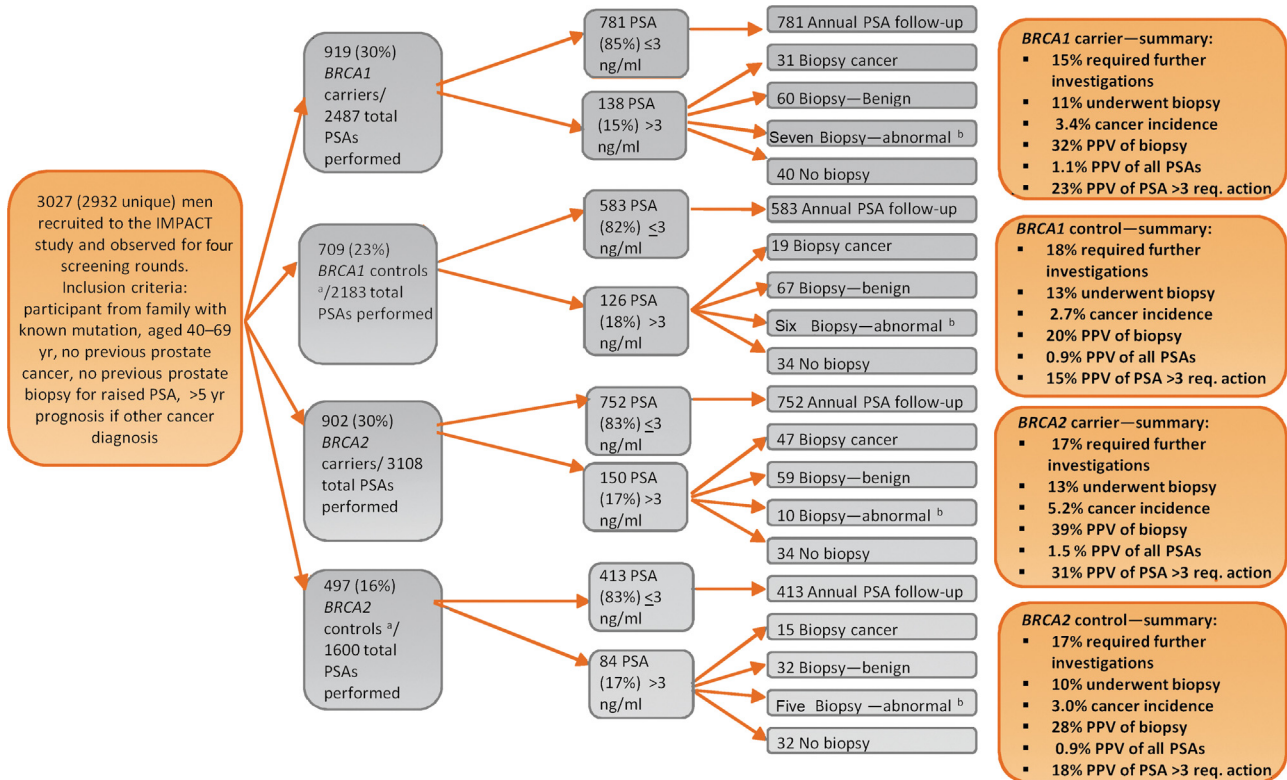 3027 (2932 unique) men
recruited to the IMPACT
study and observed for four
screening rounds.
Inclusion criteria:
participant from family with
known mutation, aged 40–69
yr, no previous prostate
cancer, no previous prostate
biopsy for raised PSA, >5 yr
prognosis if other cancer
diagnosis
919 (30%)
BRCA1
carriers/
2487 total
PSAs
performed
781 PSA
(85%) ≤3
ng/ml
138 PSA
(15%) >3
ng/ml
781 Annual PSA follow-up
31 Biopsy cancer
60 Biopsy—Benign
Seven Biopsy—abnormal b
40 No biopsy
BRCA1 carrier—summary:
▪ 15% required further
investigations
▪ 11% underwent biopsy
▪ 3.4% cancer incidence
▪ 32% PPV of biopsy
▪ 1.1% PPV of all PSAs
▪ 23% PPV of PSA >3 req. action
709 (23%)
BRCA1 controls
a/2183 total
PSAs performed
583 PSA
(82%) ≤3
ng/ml
126 PSA
(18%) >3
ng/ml
583 Annual PSA follow-up
19 Biopsy cancer
67 Biopsy—benign
Six Biopsy—abnormal b
34 No biopsy
BRCA1 control—summary:
▪ 18% required further
investigations
▪ 13% underwent biopsy
▪ 2.7% cancer incidence
▪ 20% PPV of biopsy
▪ 0.9% PPV of all PSAs
▪ 15% PPV of PSA >3 req. action
902 (30%)
BRCA2
carriers/ 3108
total PSAs
performed
752 PSA
(83%) ≤3
ng/ml
150 PSA
(17%) >3
ng/ml
752 Annual PSA follow-up
47 Biopsy cancer
59 Biopsy—benign
10 Biopsy—abnormal b
34 No biopsy
BRCA2 carrier—summary:
▪ 17% required further
investigations
▪ 13% underwent biopsy
▪ 5.2% cancer incidence
▪ 39% PPV of biopsy
▪ 1.5 % PPV of all PSAs
▪ 31% PPV of PSA >3 req. action
497 (16%)
BRCA2
controls a/
1600 total
PSAs
performed
413 PSA
(83%) ≤3
ng/ml
84 PSA
(17%) >3
ng/ml
413 Annual PSA follow-up
15 Biopsy cancer
32 Biopsy—benign
Five Biopsy —abnormal b
32 No biopsy
BRCA2 control—summary:
▪ 17% required further
investigations
▪ 10% underwent biopsy
▪ 3.0% cancer incidence
▪ 28% PPV of biopsy
▪ 0.9% PPV of all PSAs
▪ 18% PPV of PSA >3 req. action